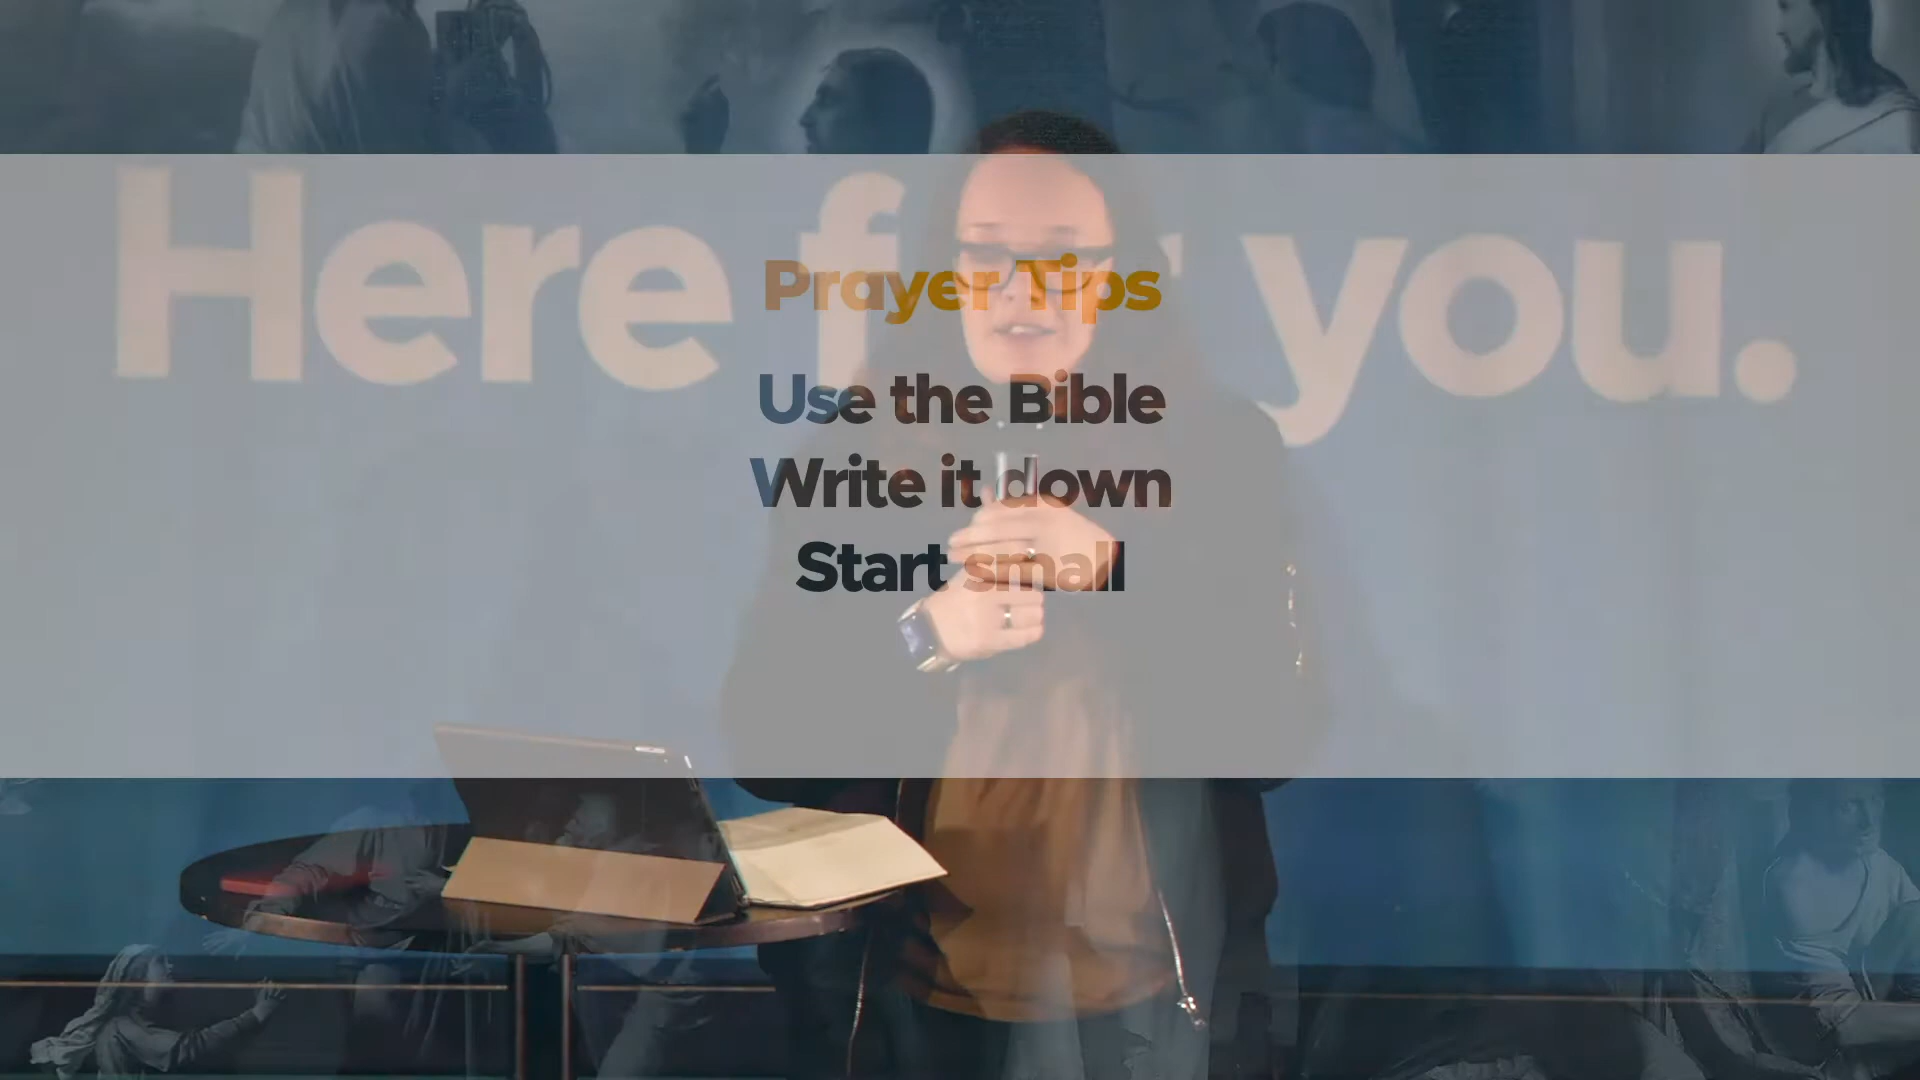 Here f r you.
Prayer Tips
Use the Bible
Write it down
Start small